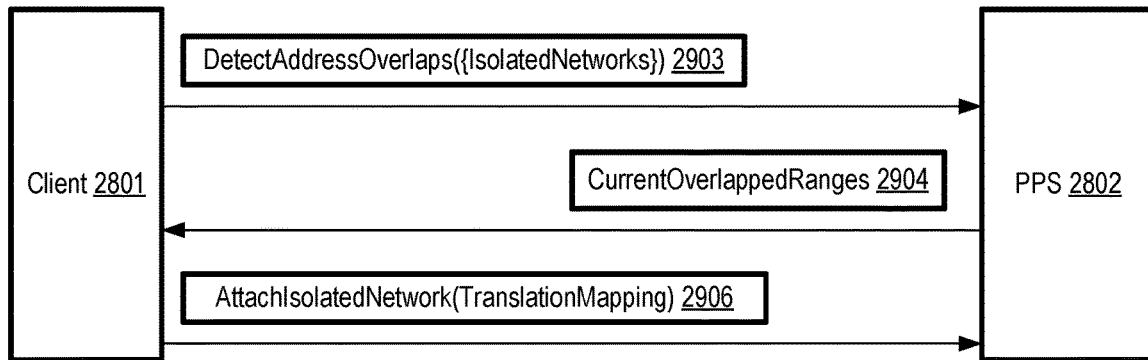 DetectAddressOverlaps({IsolatedNetworks}) 2903
Client 2801
CurrentOverlappedRanges 2904
PPS 2802
AttachIsolatedNetwork(TranslationMapping) 2906